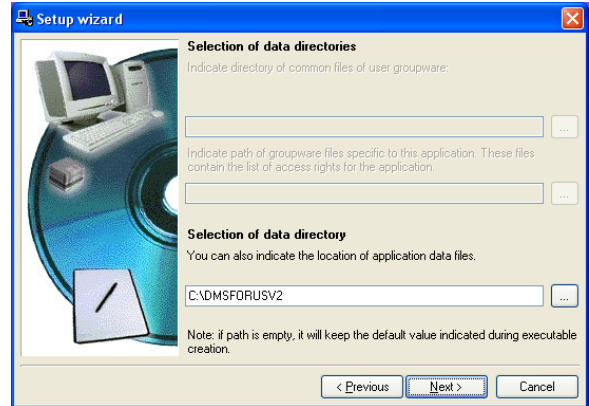 Setup wizard
Selection of data directories
Indicate directory of common files of user groupware:
...
Indicate path of groupware files specific to this application. These files
contain the list of access rights for the application.
...
Selection of data directory
You can also indicate the location of application data files.
C:\DMSFORUSV2
...
Note: if path is empty, it will keep the default value indicated during executable
creation.
< Previous
Next >
Cancel